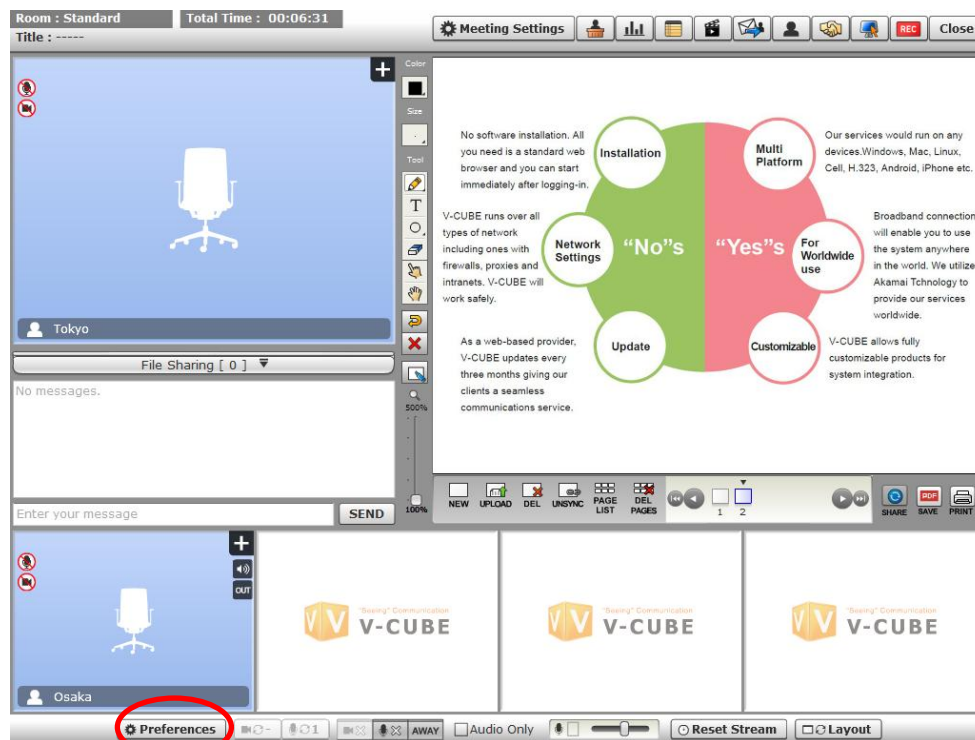 Room : Standard
Total Time : 00:06:31
Title : -----
Meeting Settings
REC
Close
Tokyo
File Sharing [ 0 ] ▼
No messages.
Enter your message
SEND
Color
Size
Tool
T
500%
100%
No software installation. All
you need is a standard web
browser and you can start
immediately after logging-in.
Installation
V-CUBE runs over all
types of network
including ones with
firewalls, proxies and
intranets. V-CUBE will
work safely.
Network
Settings
As a web-based provider,
V-CUBE updates every
three months giving our
clients a seamless
communications service.
Update
“No”s
“Yes”s
Multi
Platform
Our services would run on any
devices.Windows, Mac, Linux,
Cell, H.323, Android, iPhone etc.
For
Worldwide
use
Broadband connection
will enable you to use
the system anywhere
in the world. We utilize
Akamai Tchnology to
provide our services
worldwide.
Customizable
V-CUBE allows fully
customizable products for
system integration.
NEW
UPLOAD
DEL
UNSYNC
PAGE
LIST
DEL
PAGES
1
2
SHARE
PDF
SAVE
PRINT
OUT
Osaka
"Seeing" Communication
V-CUBE
"Seeing" Communication
V-CUBE
"Seeing" Communication
V-CUBE
Preferences
-
1
AWAY
Audio Only
Reset Stream
Layout